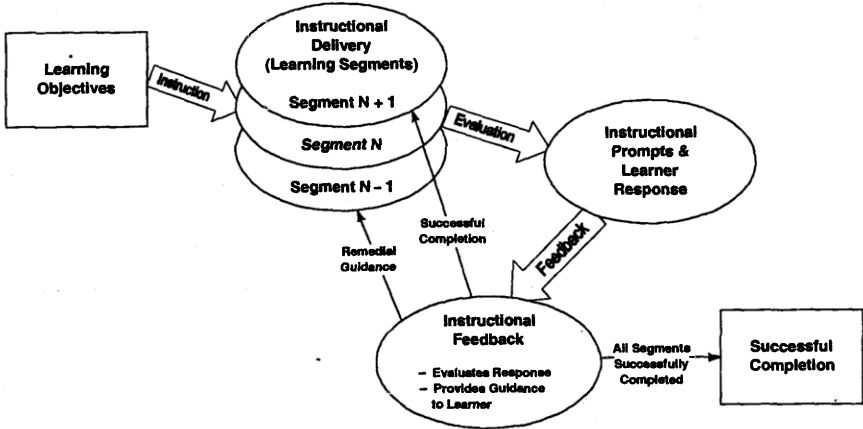 Learning
Objectives
Instruction
Instructional
Delivery
(Learning Segments)
Segment N + 1
Segment N
Segment N – 1
Evaluation
Instructional
Prompts &
Learner
Response
Feedback
Successful
Completion
Remedial
Guidance
Instructional
Feedback
– Evaluates Response
– Provides Guidance
to Learner
All Segments
Successfully
Completed
Successful
Completion